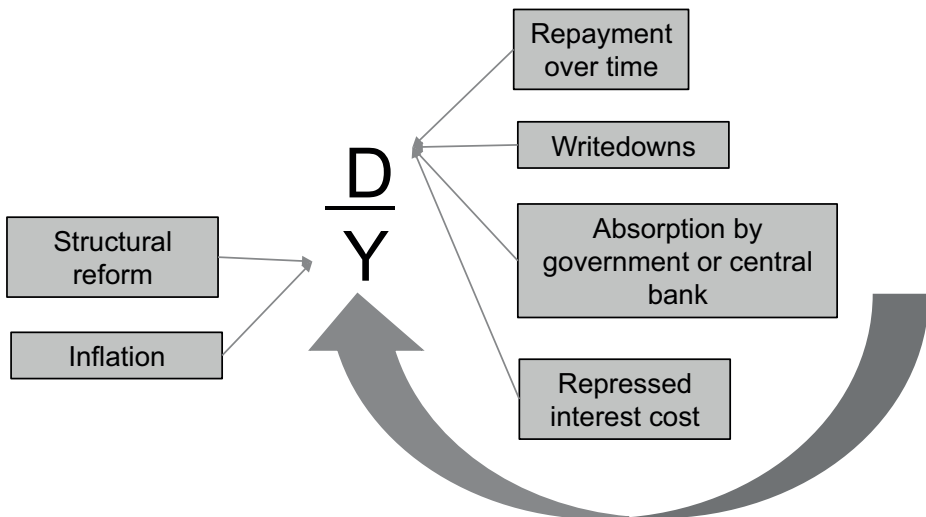 Repayment
over time
Writedowns
D
Y
Structural
reform
Absorption by
government or central
bank
Inflation
Repressed
interest cost